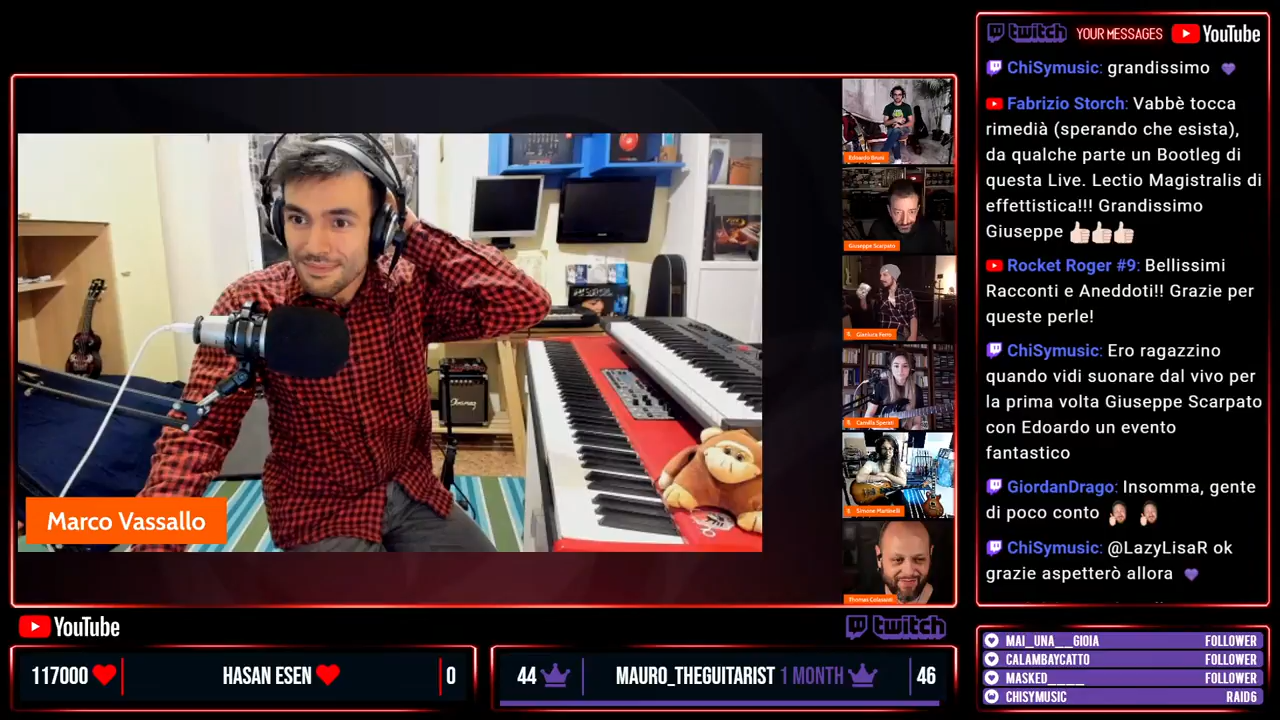 twitch YOUR MESSAGES YouTube
ChiSymusic: grandissimo
Fabrizio Storch: Vabbè tocca
rimedià (sperando che esista),
da qualche parte un Bootleg di
questa Live. Lectio Magistralis di
effettistica!!! Grandissimo
Giuseppe
Rocket Roger #9: Bellissimi
Racconti e Aneddoti!! Grazie per
queste perle!
ChiSymusic: Ero ragazzino
quando vidi suonare dal vivo per
la prima volta Giuseppe Scarpato
con Edoardo un evento
fantastico
GiordanDrago: Insomma, gente
di poco conto
ChiSymusic: @LazyLisaR ok
grazie aspetterò allora
Edoardo Bruni
Giuseppe Scarpato
Gianluca Ferro
Camilla Sperati
Simone Martinelli
Thomas Colasanti
Ibanez
Marco Vassallo
YouTube
twitch
117000
HASAN ESEN
0
44
MAURO_THEGUITARIST 1 MONTH
46
MAI_UNA__GIOIA FOLLOWER
CALAMBAYCATTO FOLLOWER
MASKED____ FOLLOWER
CHISYMUSIC RAID6